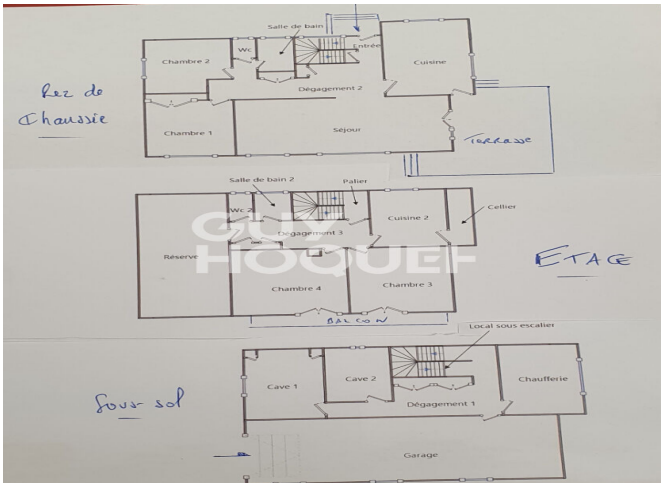 Salle de bain
Wc
Entrée
Chambre 2
Cuisine
Rez de
Chaussée
Dégagement 2
Chambre 1
Séjour
Terrasse
Salle de bain 2
Palier
Wc 2
Cuisine 2
Cellier
Dégagement 3
GUY
HOQUET
Réserve
ETAGE
Chambre 4
Chambre 3
BALCON
Local sous escalier
Cave 1
Cave 2
Chaufferie
Sous-sol
Dégagement 1
Garage